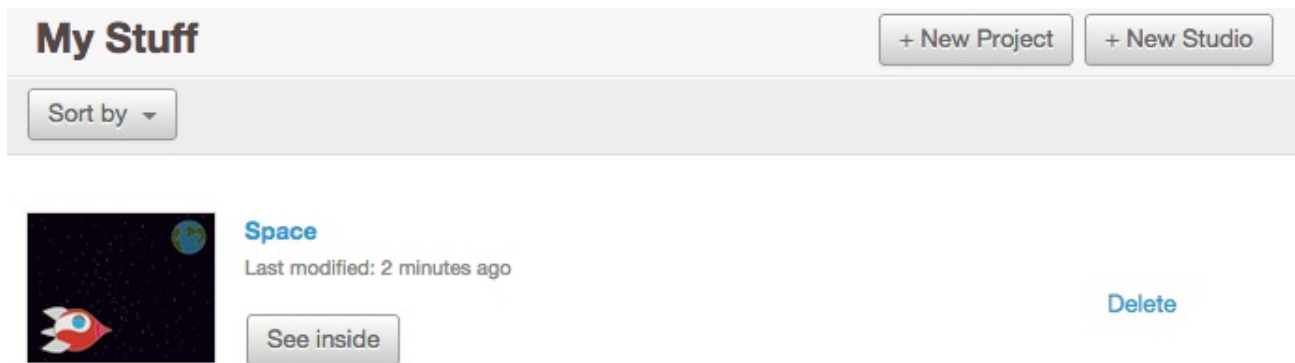 My Stuff
+ New Project
+ New Studio
Sort by
Space
Last modified: 2 minutes ago
Delete
See inside